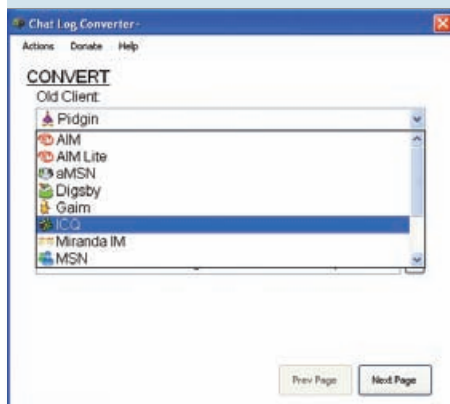 Chat Log Converter -
Actions Donate Help
CONVERT
Old Client:
Pidgin
AIM
AIM Lite
aMSN
Digsby
Gaim
ICQ
Miranda IM
MSN
Prev Page Next Page